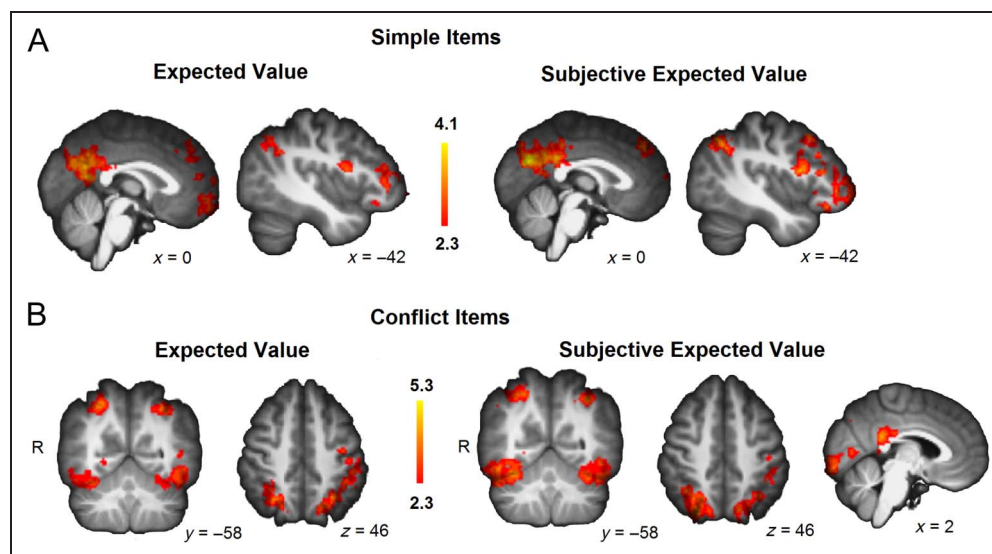 A
Simple Items
Expected Value
Subjective Expected Value
4.1
2.3
x = 0
x = –42
x = 0
x = –42
B
Conflict Items
Expected Value
Subjective Expected Value
5.3
R
R
2.3
y = –58
z = 46
y = –58
z = 46
x = 2